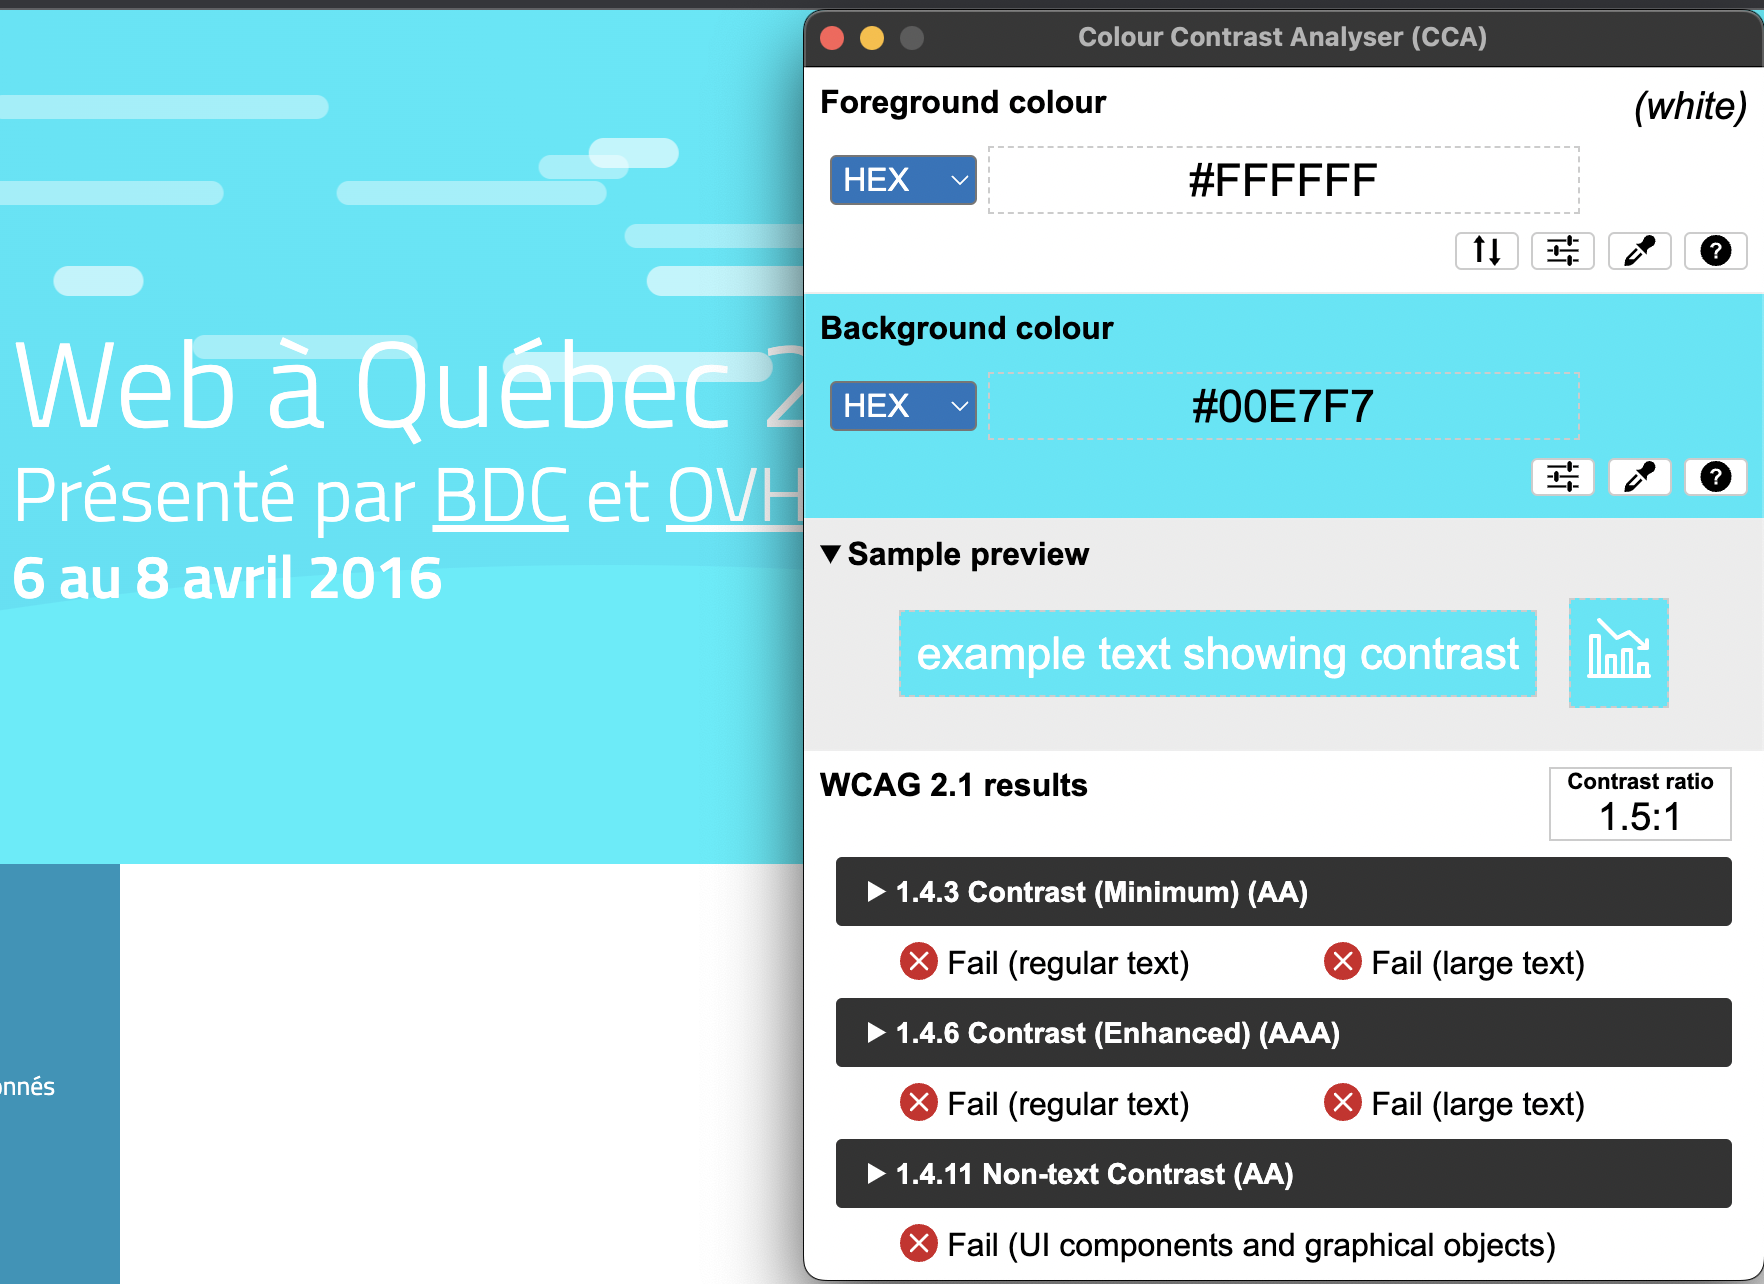 Web à Québec 2
Présenté par BDC et OVH
6 au 8 avril 2016
onnés
Colour Contrast Analyser (CCA)
Foreground colour
(white)
HEX
#FFFFFF
Background colour
HEX
#00E7F7
Sample preview
example text showing contrast
WCAG 2.1 results
Contrast ratio
1.5:1
1.4.3 Contrast (Minimum) (AA)
Fail (regular text) Fail (large text)
1.4.6 Contrast (Enhanced) (AAA)
Fail (regular text) Fail (large text)
1.4.11 Non-text Contrast (AA)
Fail (UI components and graphical objects)